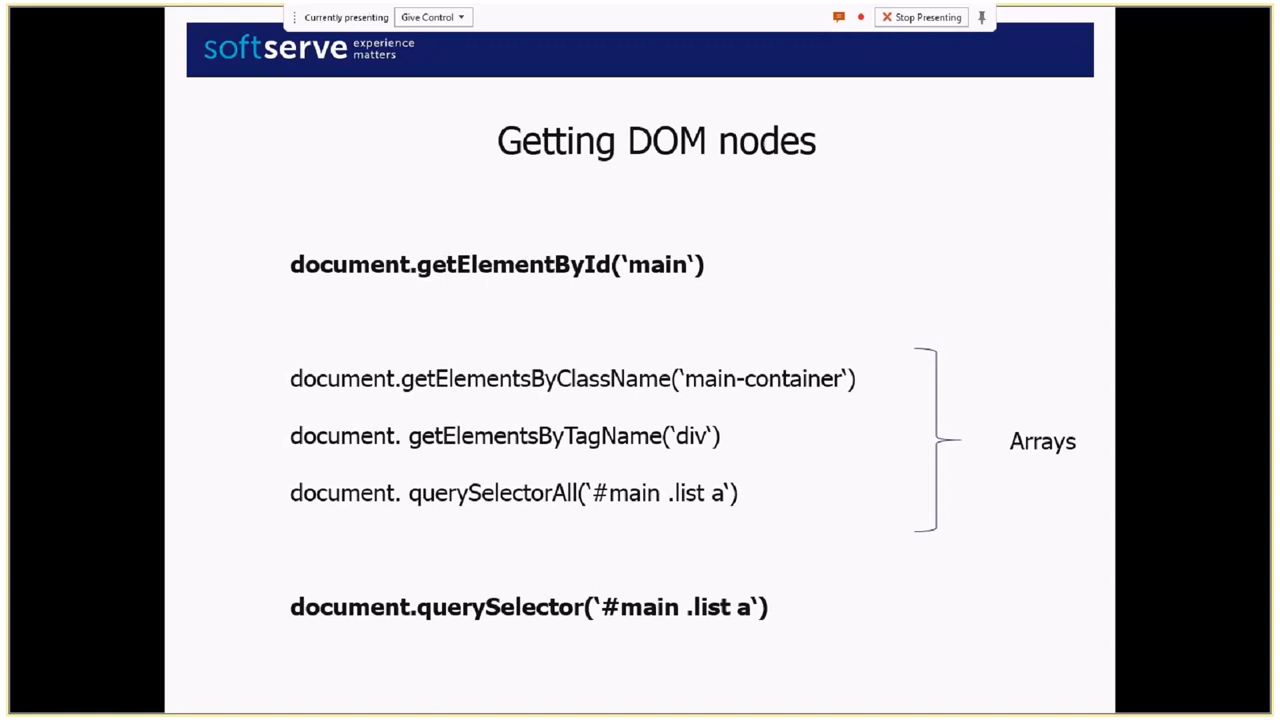 Currently presenting Give Control Stop Presenting
softserve experience matters
Getting DOM nodes
document.getElementById(‘main‘)
document.getElementsByClassName(‘main-container‘)
document. getElementsByTagName(‘div‘)
Arrays
document. querySelectorAll(‘#main .list a‘)
document.querySelector(‘#main .list a‘)